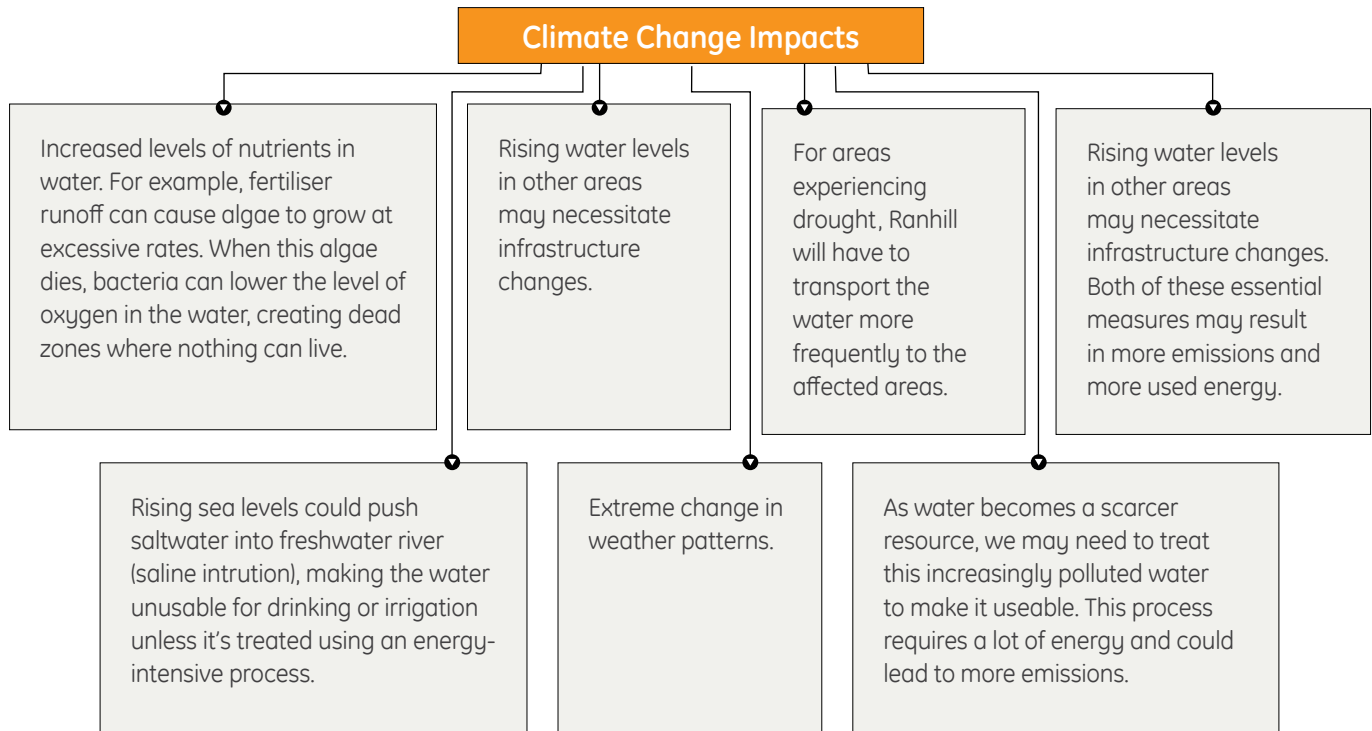 Climate Change Impacts
Increased levels of nutrients in
water. For example, fertiliser
runoff can cause algae to grow at
excessive rates. When this algae
dies, bacteria can lower the level of
oxygen in the water, creating dead
zones where nothing can live.
Rising water levels
in other areas
may necessitate
infrastructure
changes.
For areas
experiencing
drought, Ranhill
will have to
transport the
water more
frequently to the
affected areas.
Rising water levels
in other areas
may necessitate
infrastructure changes.
Both of these essential
measures may result
in more emissions and
more used energy.
Rising sea levels could push
saltwater into freshwater river
(saline intrution), making the water
unusable for drinking or irrigation
unless it's treated using an energy-
intensive process.
Extreme change in
weather patterns.
As water becomes a scarcer
resource, we may need to treat
this increasingly polluted water
to make it useable. This process
requires a lot of energy and could
lead to more emissions.